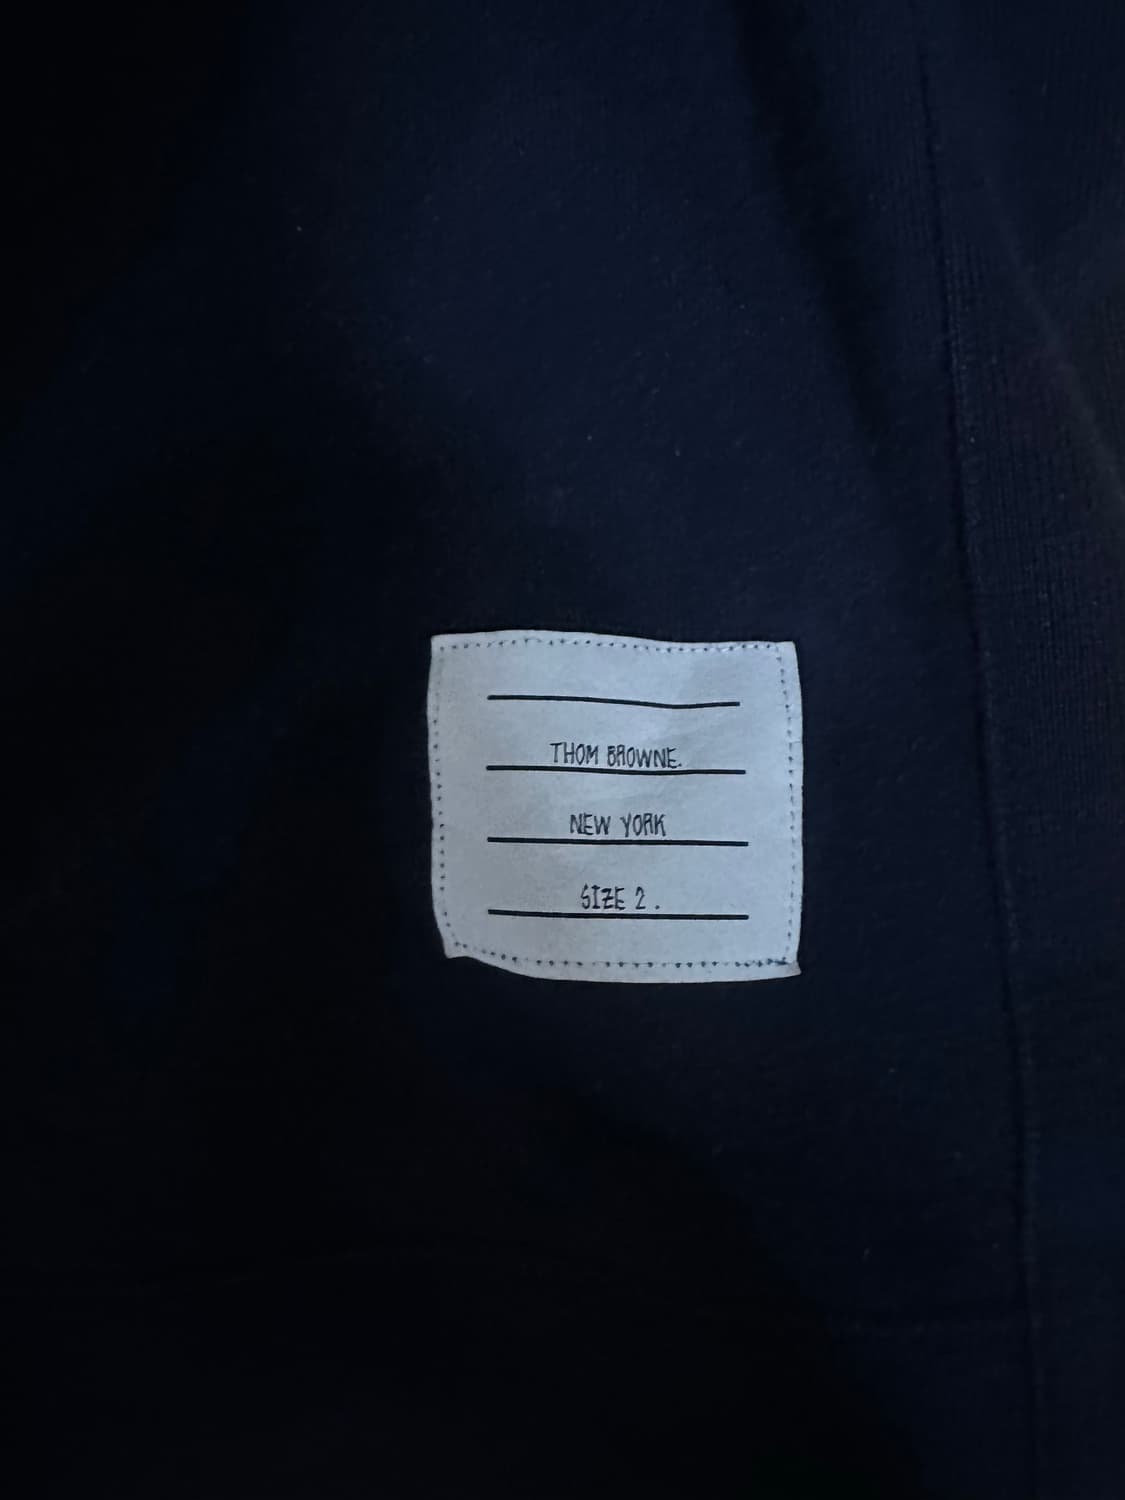 THOM BROWNE.
NEW YORK
SIZE 2 .